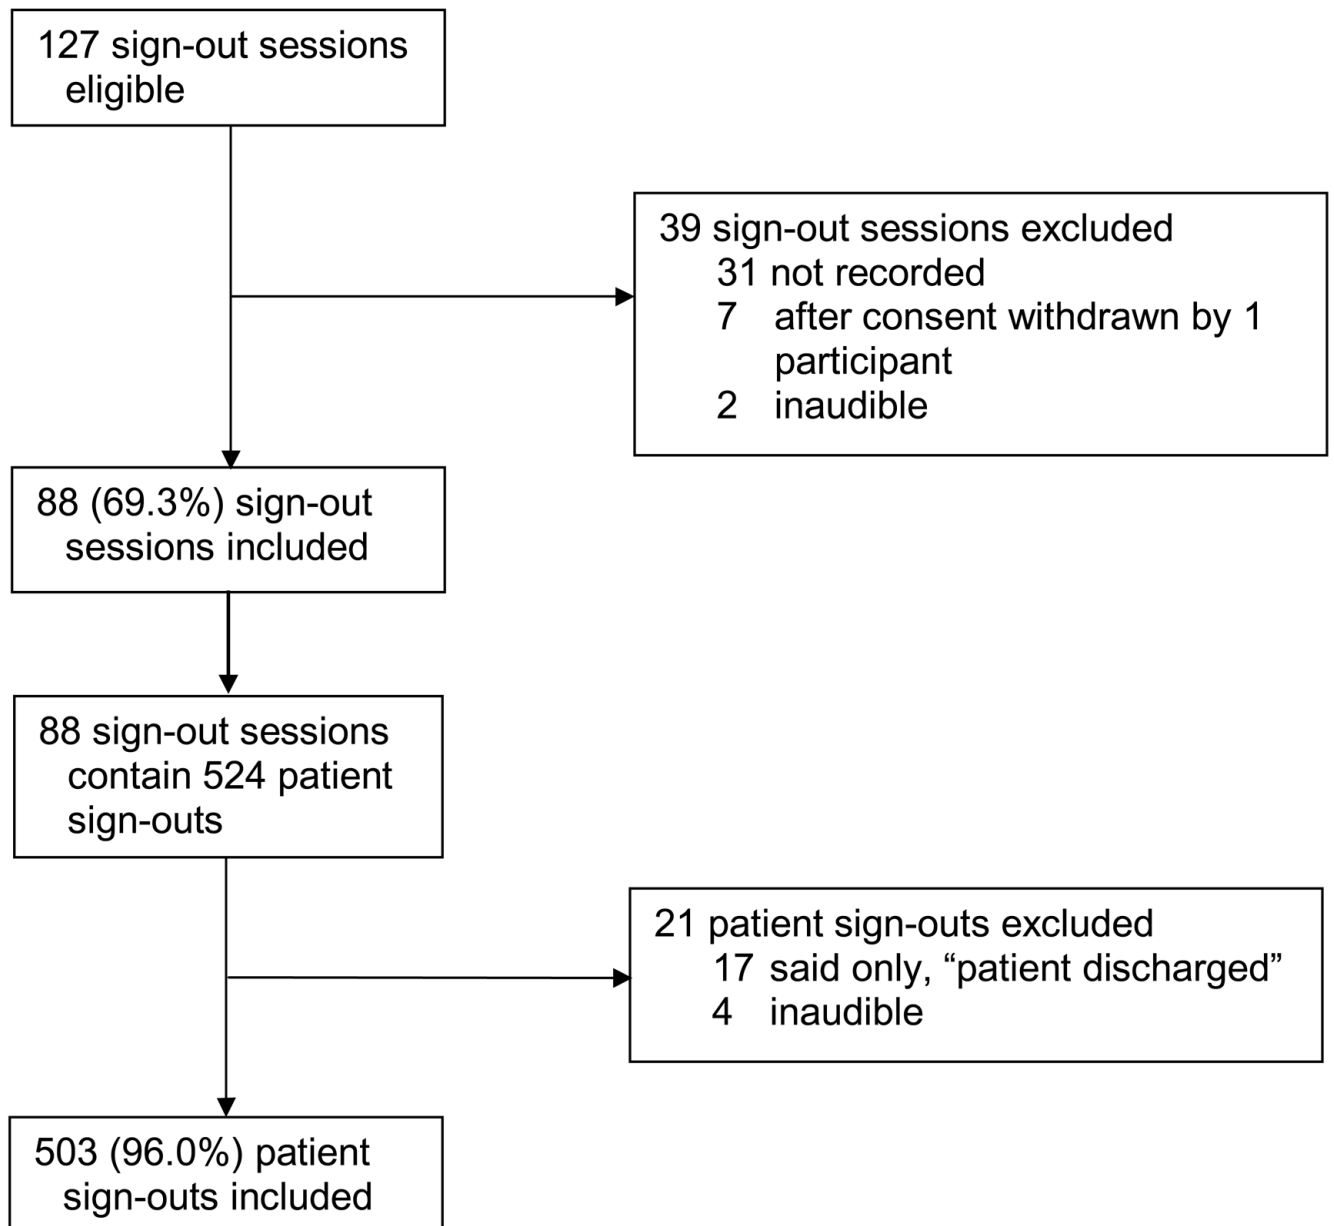 127 sign-out sessions
eligible
39 sign-out sessions excluded
31 not recorded
7 after consent withdrawn by 1
participant
2 inaudible
88 (69.3%) sign-out
sessions included
88 sign-out sessions
contain 524 patient
sign-outs
21 patient sign-outs excluded
17 said only, “patient discharged”
4 inaudible
503 (96.0%) patient
sign-outs included